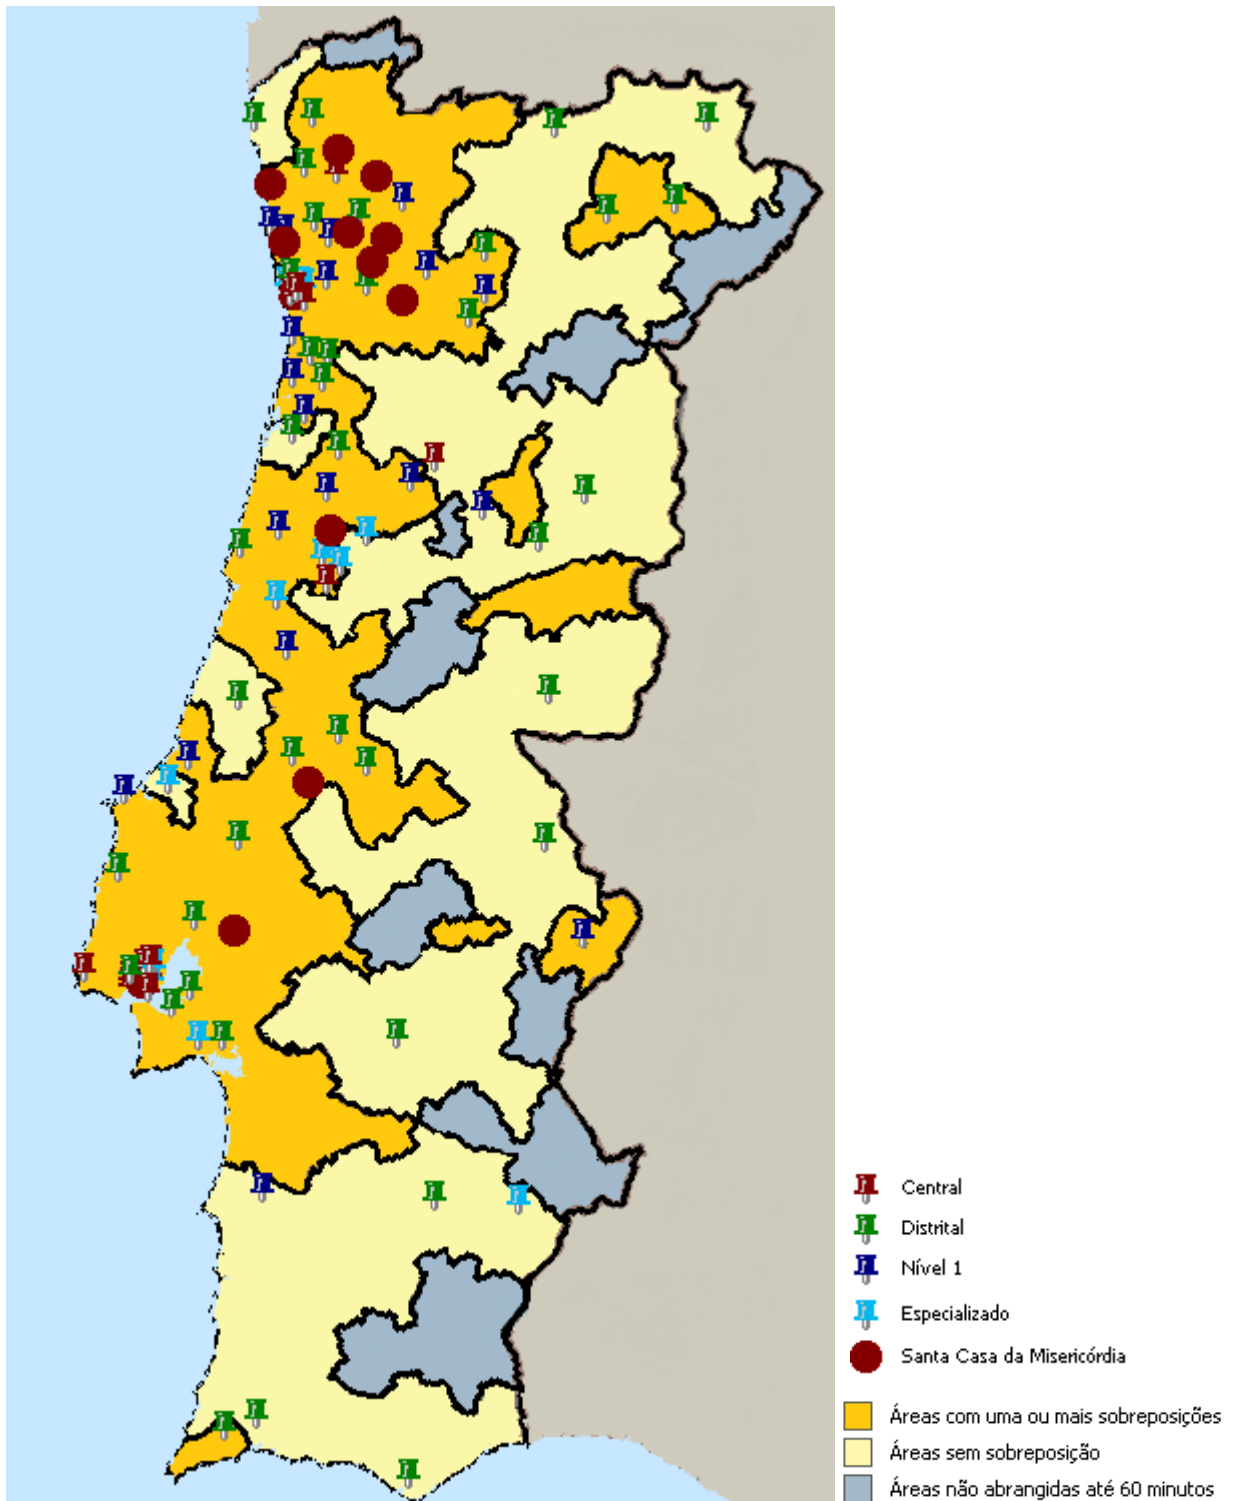 Central
Distrital
Nível 1
Especializado
Santa Casa da Misericórdia
Áreas com uma ou mais sobreposições
Áreas sem sobreposição
Áreas não abrangidas até 60 minutos